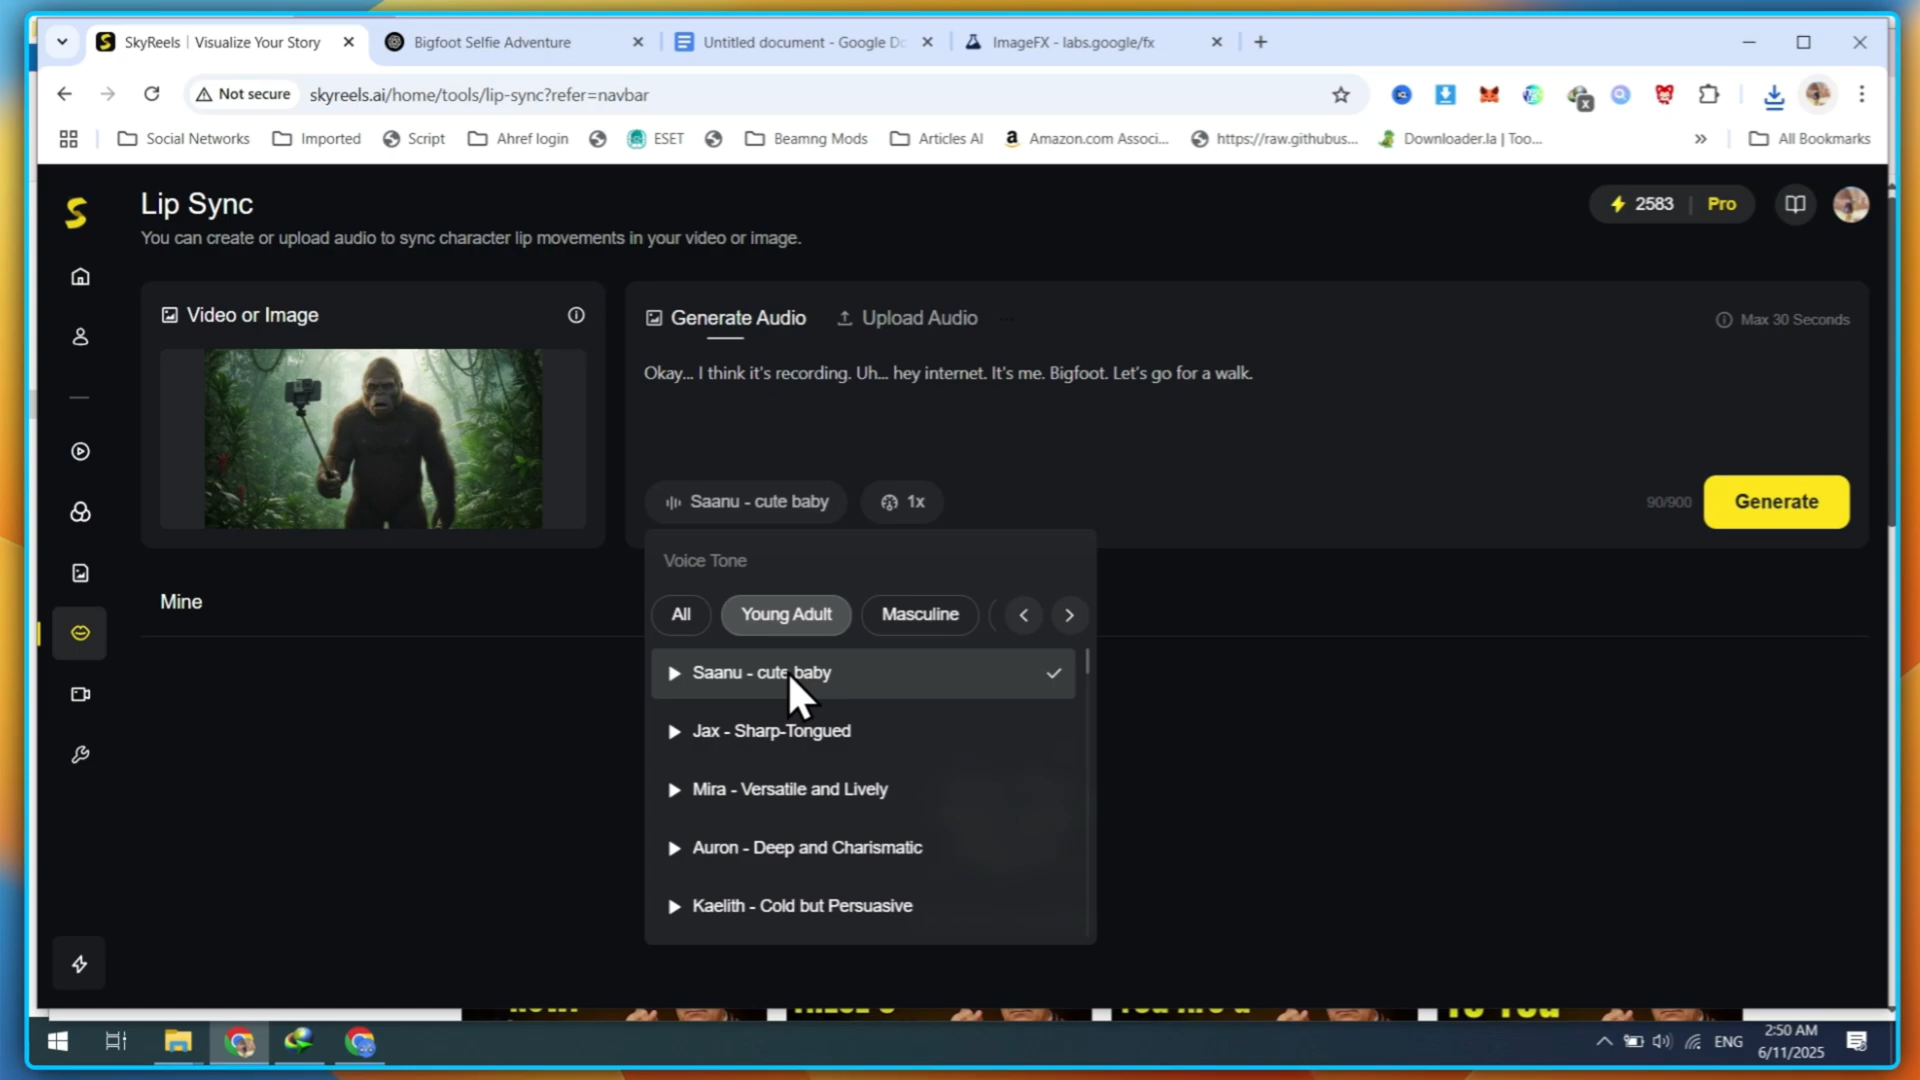 SkyReels | Visualize Your Story
Bigfoot Selfie Adventure
Untitled document - Google Dc
ImageFX - labs.google/fx
Not secure
skyreels.ai/home/tools/lip-sync?refer=navbar
Social Networks
Imported
Script
Ahref login
ESET
Beamng Mods
Articles AI
Amazon.com Associ...
https://raw.githubus...
Downloader.la | Too...
All Bookmarks
Lip Sync
2583 | Pro
You can create or upload audio to sync character lip movements in your video or image.
Video or Image
Generate Audio
Upload Audio
Max 30 Seconds
Okay... I think it's recording. Uh... hey internet. It's me. Bigfoot. Let's go for a walk.
Saanu - cute baby
1x
90/900
Generate
Voice Tone
Mine
All
Young Adult
Masculine
Saanu - cute baby
Jax - Sharp-Tongued
Mira - Versatile and Lively
Auron - Deep and Charismatic
Kaelith - Cold but Persuasive
ENG
2:50 AM
6/11/2025